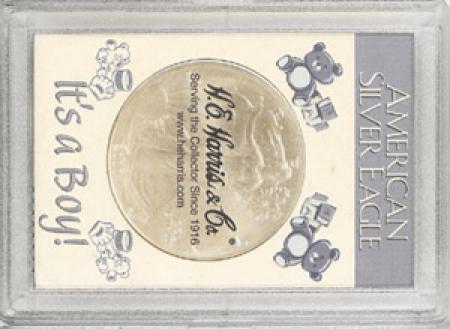 AMERICAN
SILVER EAGLE
H.E. Harris & Co.®
Serving the Collector Since 1916
www.heharris.com
It's a Boy!